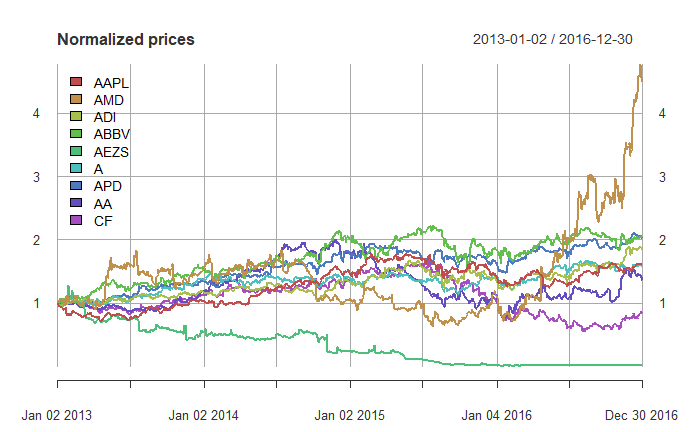 Normalized prices 2013-01-02 / 2016-12-30
AAPL
AMD
ADI
ABBV
AEZS
A
APD
AA
CF
4 4
3 3
2 2
1 1
Jan 02 2013 Jan 02 2014 Jan 02 2015 Jan 04 2016 Dec 30 2016